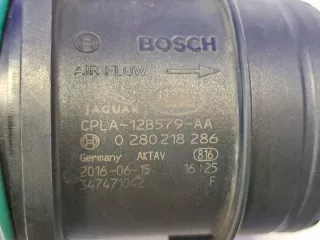 BOSCH
AIR FLOW
JAGUAR
CPLA-12B579-AA
0 280 218 286
Germany AKTAV 816
2016-06-15 16:25
347471042 F